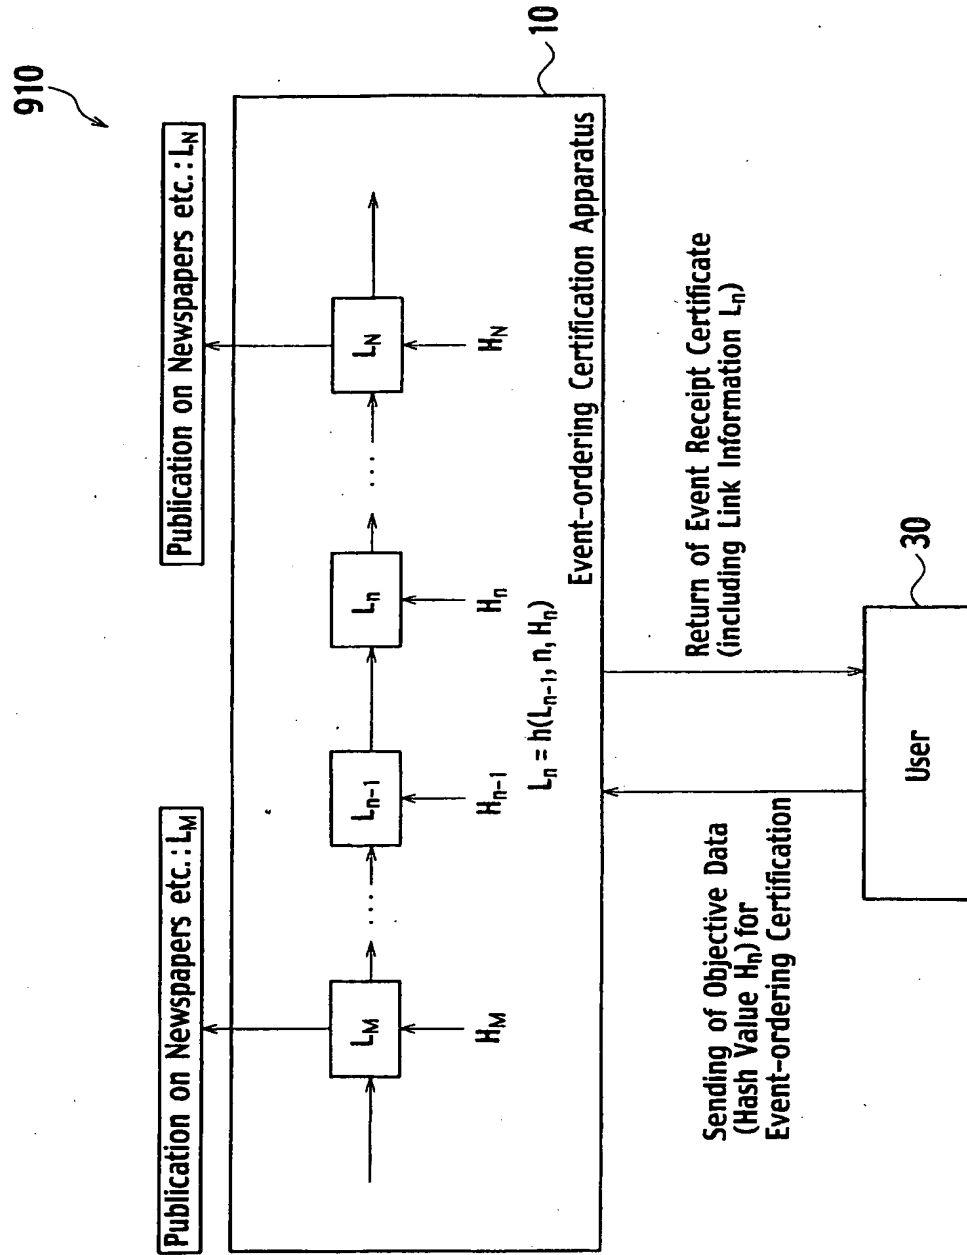 910
Publication on Newspapers etc.: L_M
Publication on Newspapers etc.: L_N
10
L_M
....
L_{n-1}
L_n
....
L_N
H_M
H_{n-1}
H_n
H_N
L_n = h(L_{n-1}, n, H_n)
Event-ordering Certification Apparatus
Sending of Objective Data
(Hash Value H_n) for
Event-ordering Certification
Return of Event Receipt Certificate
(including Link Information L_n)
30
User